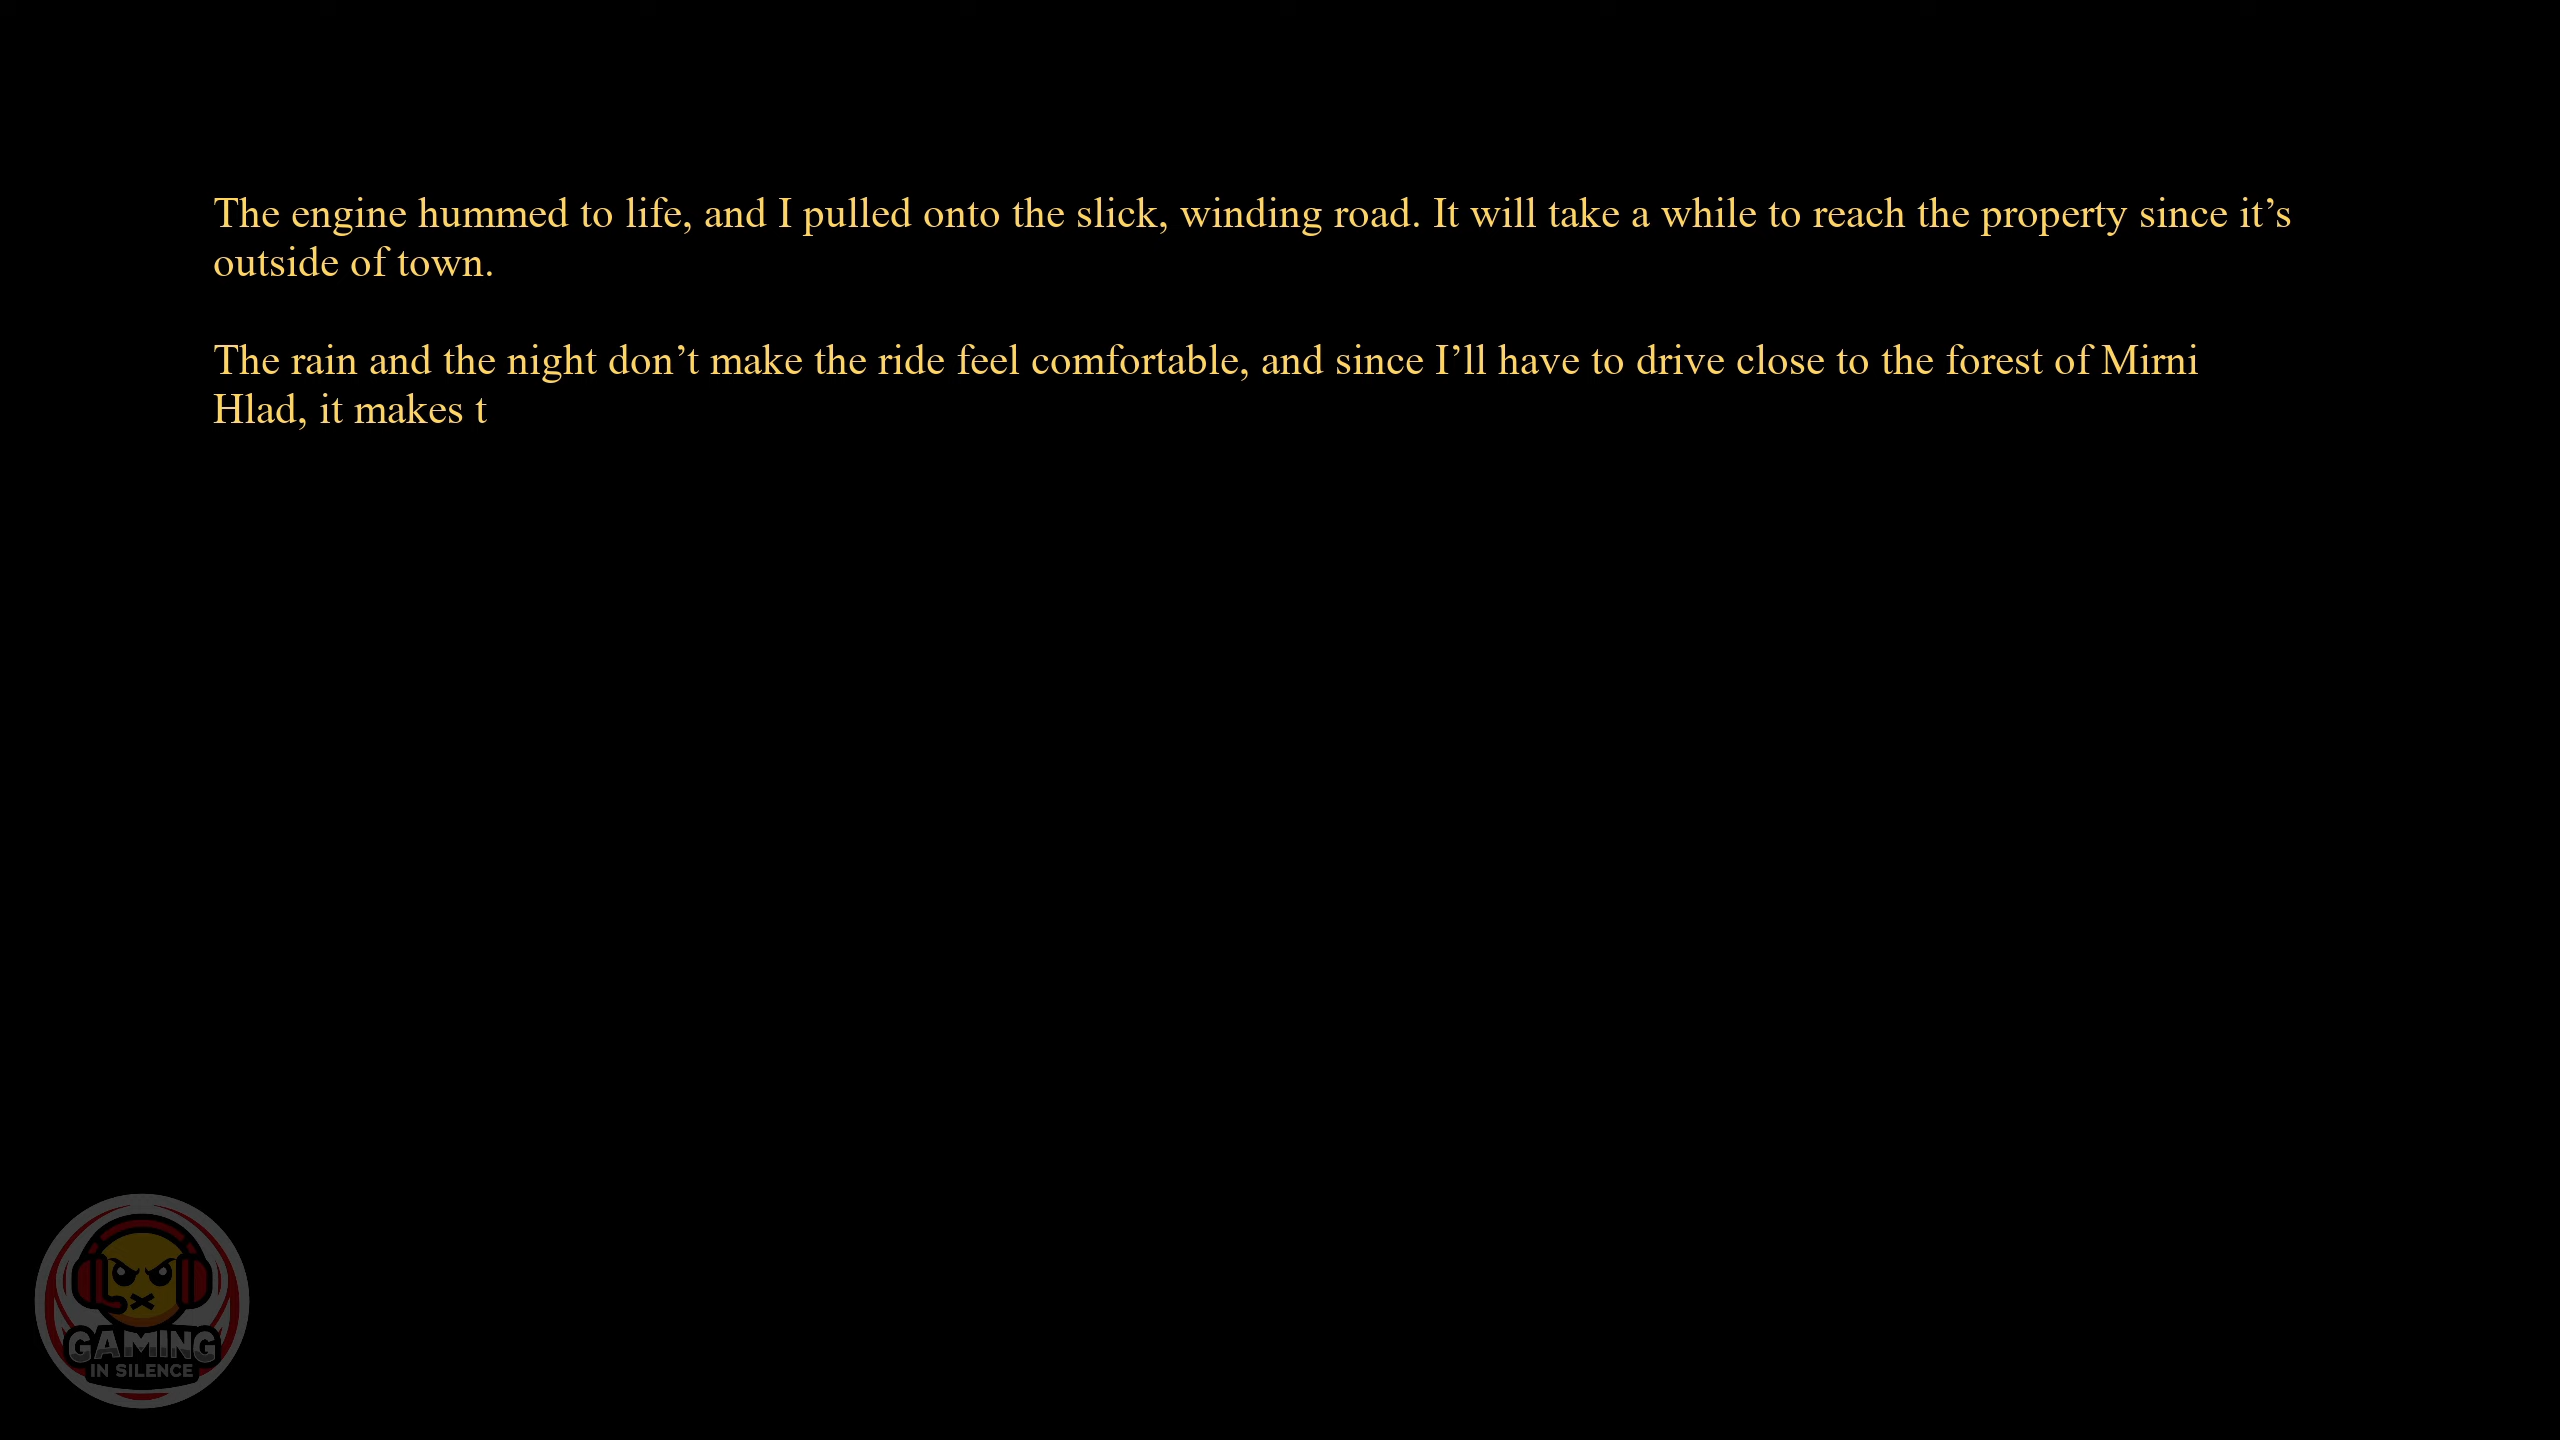 The engine hummed to life, and I pulled onto the slick, winding road. It will take a while to reach the property since it’s
outside of town.
The rain and the night don’t make the ride feel comfortable, and since I’ll have to drive close to the forest of Mirni
Hlad, it makes t
GAMING
IN SILENCE